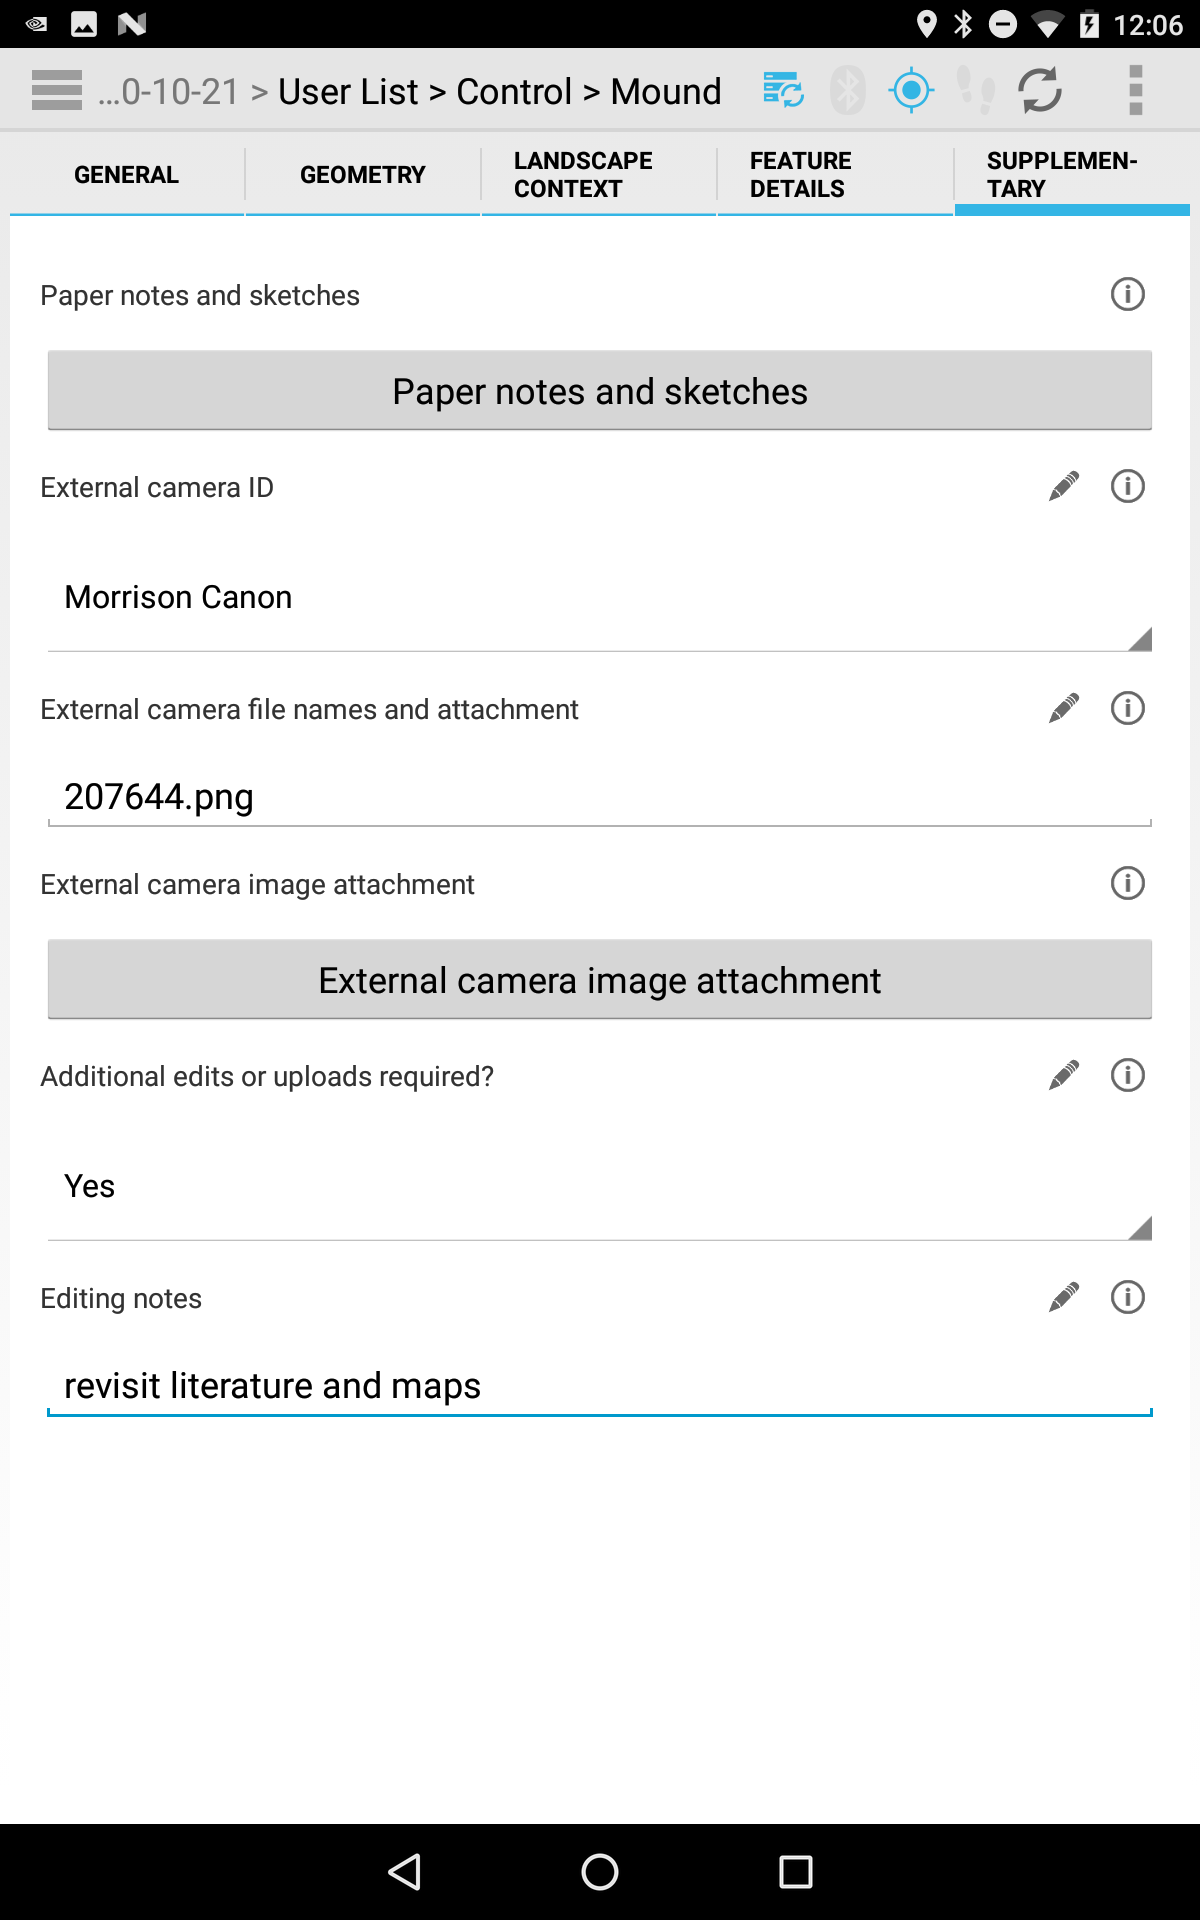 12:06
...0-10-21 > User List > Control > Mound
GENERAL
GEOMETRY
LANDSCAPE
CONTEXT
FEATURE
DETAILS
SUPPLEMEN-
TARY
Paper notes and sketches
Paper notes and sketches
External camera ID
Morrison Canon
External camera file names and attachment
207644.png
External camera image attachment
External camera image attachment
Additional edits or uploads required?
Yes
Editing notes
revisit literature and maps